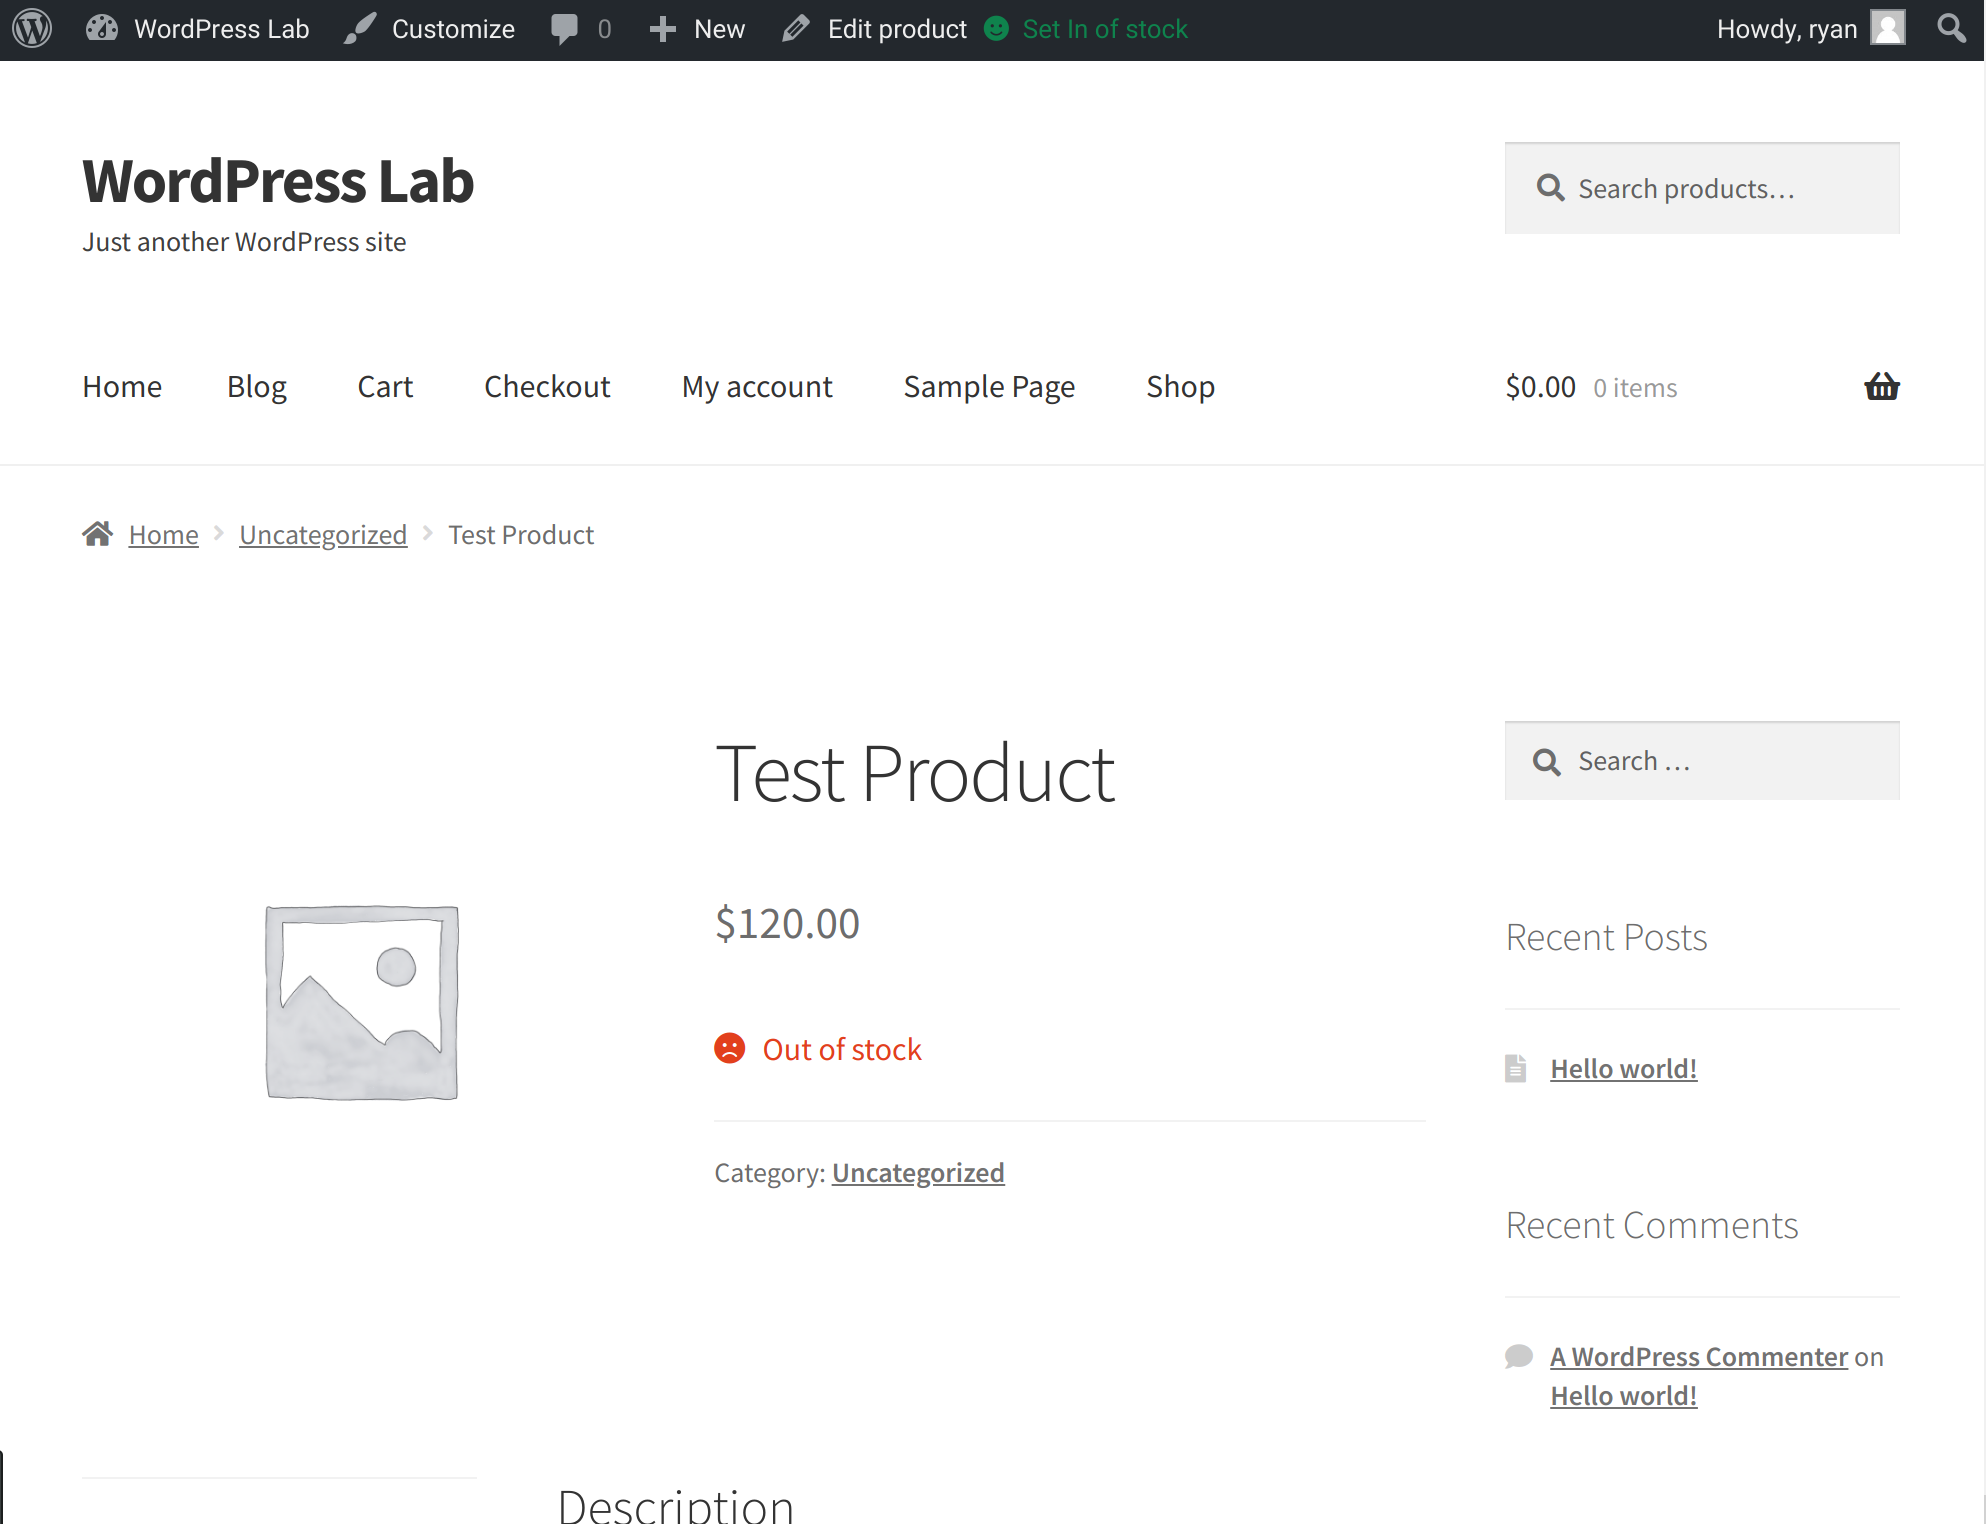 WordPress Lab Customize 0 New Edit product Set In of stock Howdy, ryan
WordPress Lab
Just another WordPress site
Search products…
Home Blog Cart Checkout My account Sample Page Shop $0.00 0 items
Home Uncategorized Test Product
Test Product
$120.00
Out of stock
Category: Uncategorized
Search …
Recent Posts
Hello world!
Recent Comments
A WordPress Commenter on
Hello world!
Description